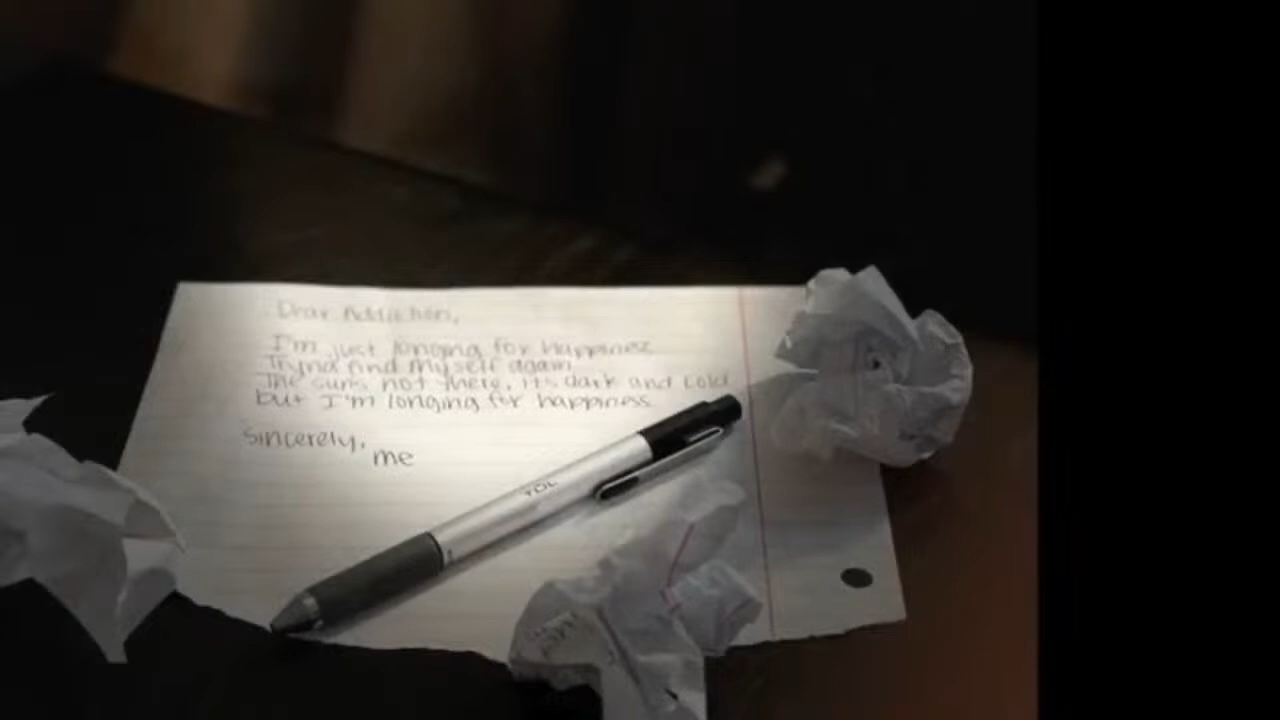 Dear Addiction,
I'm just longing for happiness
Tryna find myself again
The suns not there, its dark and cold
but I'm longing for happiness
Sincerely,
me
TUL